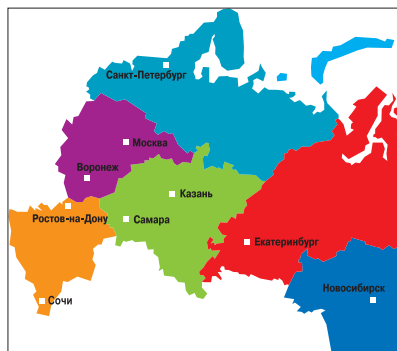 Санкт-Петербург
Москва
Воронеж
Казань
Ростов-на-Дону
Самара
Екатеринбург
Новосибирск
Сочи